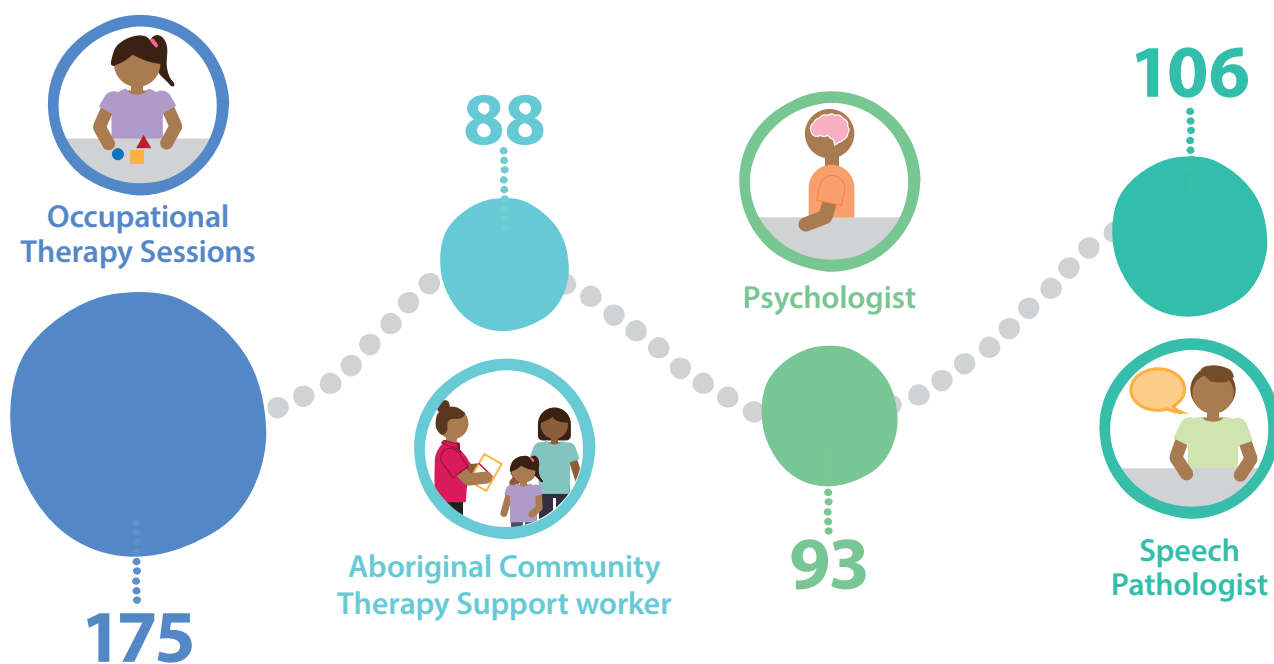 Occupational
Therapy Sessions
175
88
Aboriginal Community
Therapy Support worker
Psychologist
93
106
Speech
Pathologist